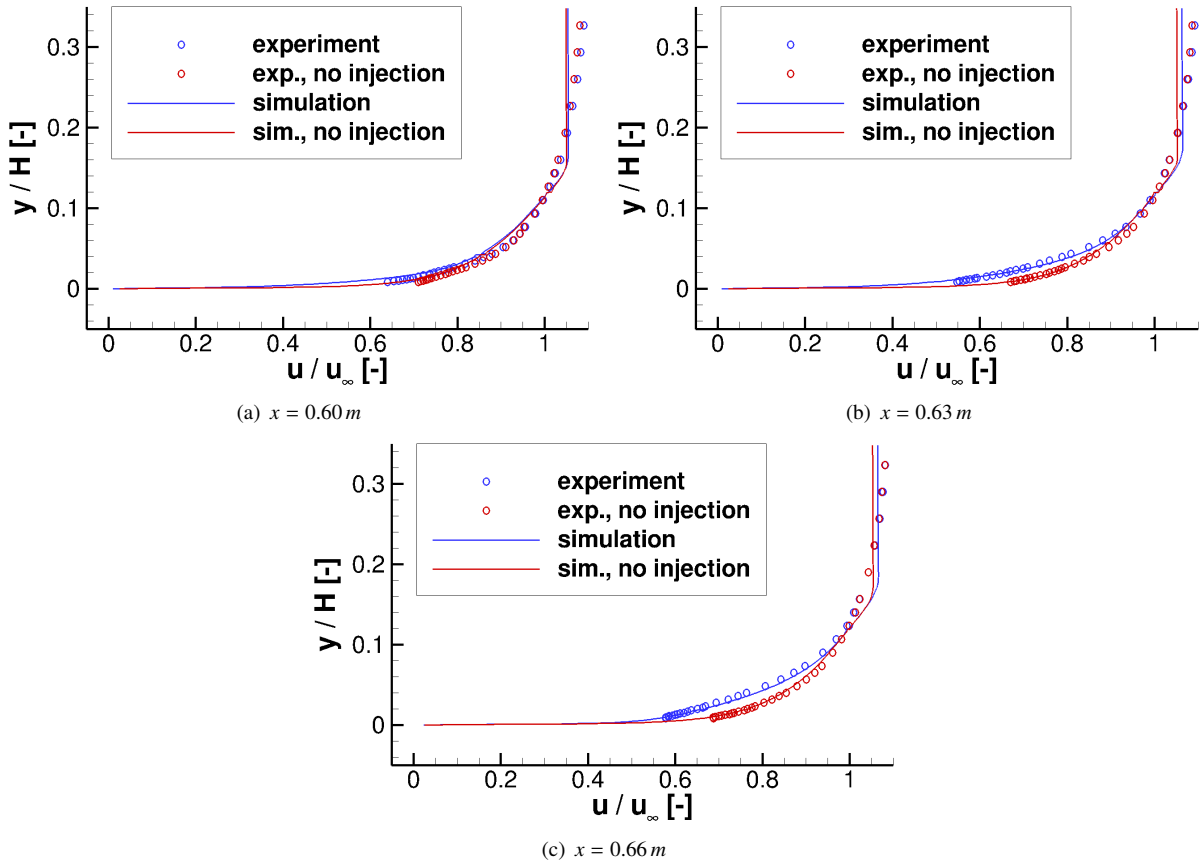 0.3
0.2
0.1
0
y / H [-]
experiment
exp., no injection
simulation
sim., no injection
0 0.2 0.4 0.6 0.8 1
u / u∞ [-]
(a) x = 0.60 m
0.3
0.2
0.1
0
y / H [-]
experiment
exp., no injection
simulation
sim., no injection
0 0.2 0.4 0.6 0.8 1
u / u∞ [-]
(b) x = 0.63 m
0.3
0.2
0.1
0
y / H [-]
experiment
exp., no injection
simulation
sim., no injection
0 0.2 0.4 0.6 0.8 1
u / u∞ [-]
(c) x = 0.66 m